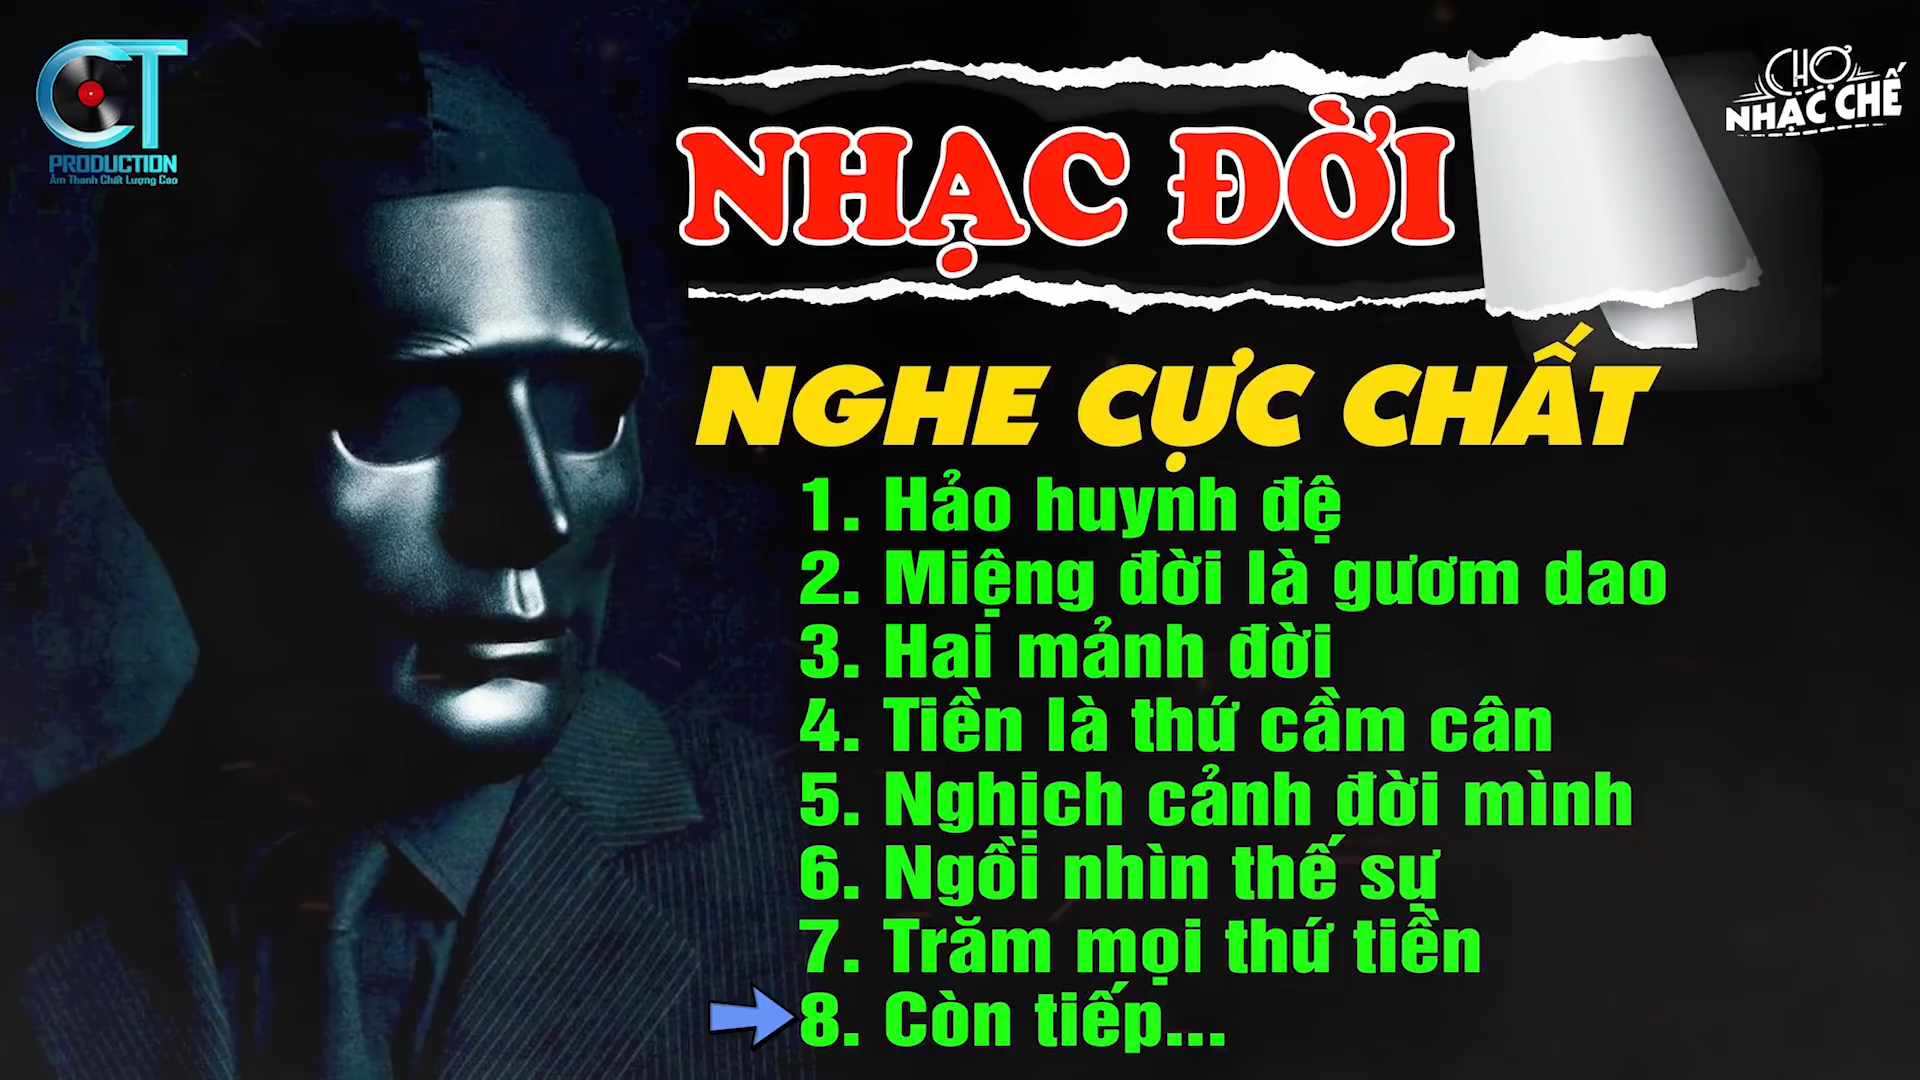 CT
PRODUCTION
Âm Thanh Chất Lượng Cao
CHỢ
NHẠC CHẾ
NHẠC ĐỜI
NGHE CỰC CHẤT
1. Hảo huynh đệ
2. Miệng đời là gươm dao
3. Hai mảnh đời
4. Tiền là thứ cầm cân
5. Nghịch cảnh đời mình
6. Ngồi nhìn thế sự
7. Trăm mọi thứ tiền
8. Còn tiếp...